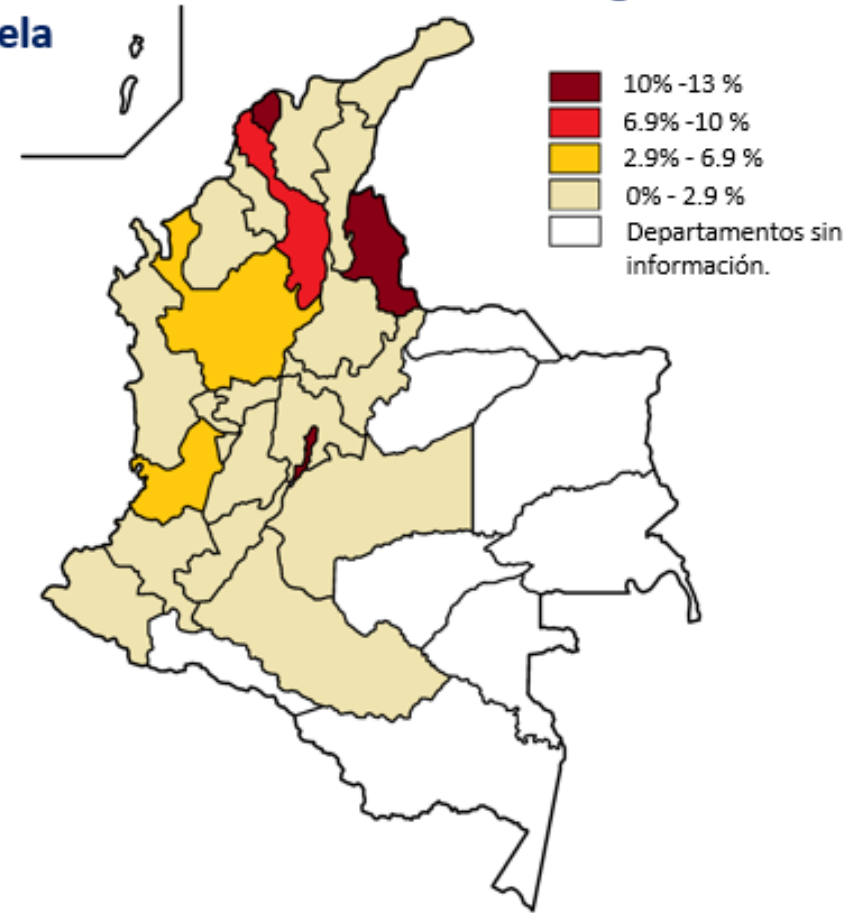 ela
10% -13 %
6.9% -10 %
2.9% - 6.9 %
0% - 2.9 %
Departamentos sin
información.